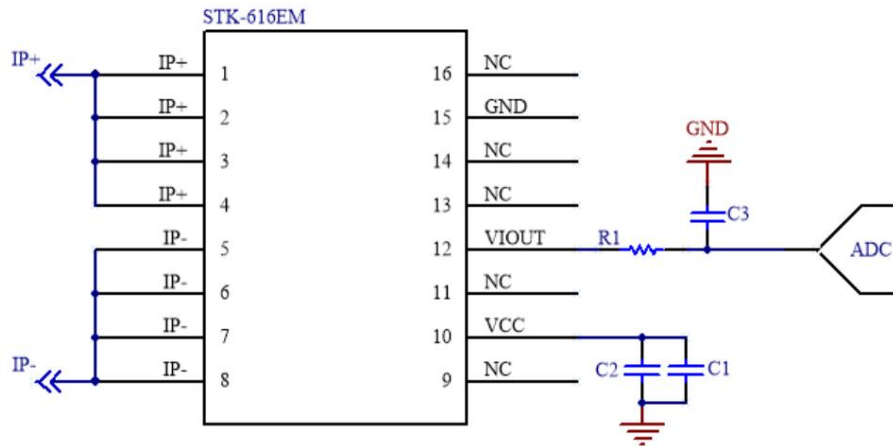 STK-616EM
IP+ IP+ 1 16 NC
IP+ 2 15 GND
IP+ 3 14 NC GND
IP+ 4 13 NC C3
IP- 5 12 VIOUT R1 ADC
IP- 6 11 NC
IP- 7 10 VCC
IP- IP- 8 9 NC C2 C1